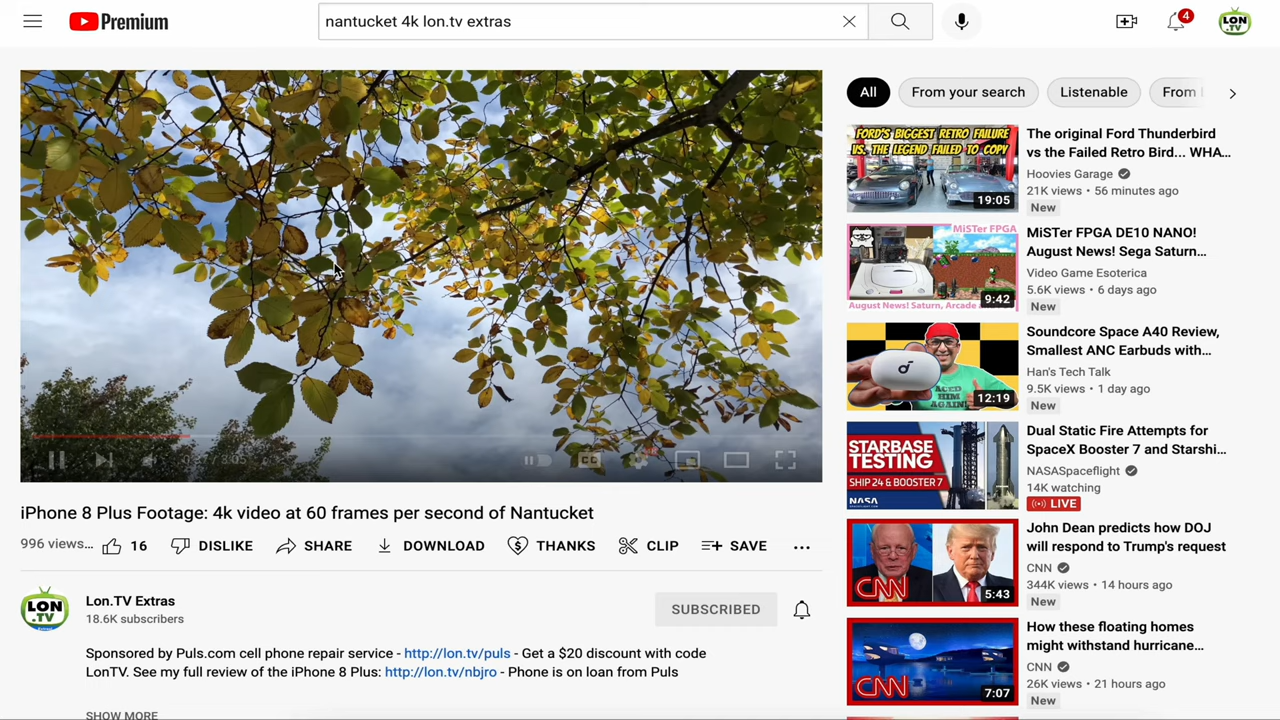 Premium
nantucket 4k lon.tv extras
4
LON
.TV
All
From your search
Listenable
From
FORD'S BIGGEST RETRO FAILURE
VS. THE LEGEND FAILED TO COPY
19:05
The original Ford Thunderbird
vs the Failed Retro Bird... WHA...
Hoovies Garage
21K views • 56 minutes ago
New
MiSTer FPGA
August News! Saturn, Arcade
9:42
MiSTer FPGA DE10 NANO!
August News! Sega Saturn...
Video Game Esoterica
5.6K views • 6 days ago
New
ACED
HIM AGAIN!
12:19
Soundcore Space A40 Review,
Smallest ANC Earbuds with...
Han's Tech Talk
9.5K views • 1 day ago
New
STARBASE
TESTING
SHIP 24 & BOOSTER 7
NASA
Dual Static Fire Attempts for
SpaceX Booster 7 and Starshi...
NASASpaceflight
14K watching
LIVE
CNN
5:43
John Dean predicts how DOJ
will respond to Trump's request
CNN
344K views • 14 hours ago
New
CNN
7:07
How these floating homes
might withstand hurricane...
CNN
26K views • 21 hours ago
New
CC
iPhone 8 Plus Footage: 4k video at 60 frames per second of Nantucket
996 views...
16
DISLIKE
SHARE
DOWNLOAD
THANKS
CLIP
SAVE
LON
.TV
Lon.TV Extras
18.6K subscribers
SUBSCRIBED
Sponsored by Puls.com cell phone repair service - http://lon.tv/puls - Get a $20 discount with code
LonTV. See my full review of the iPhone 8 Plus: http://lon.tv/nbjro - Phone is on loan from Puls
SHOW MORE